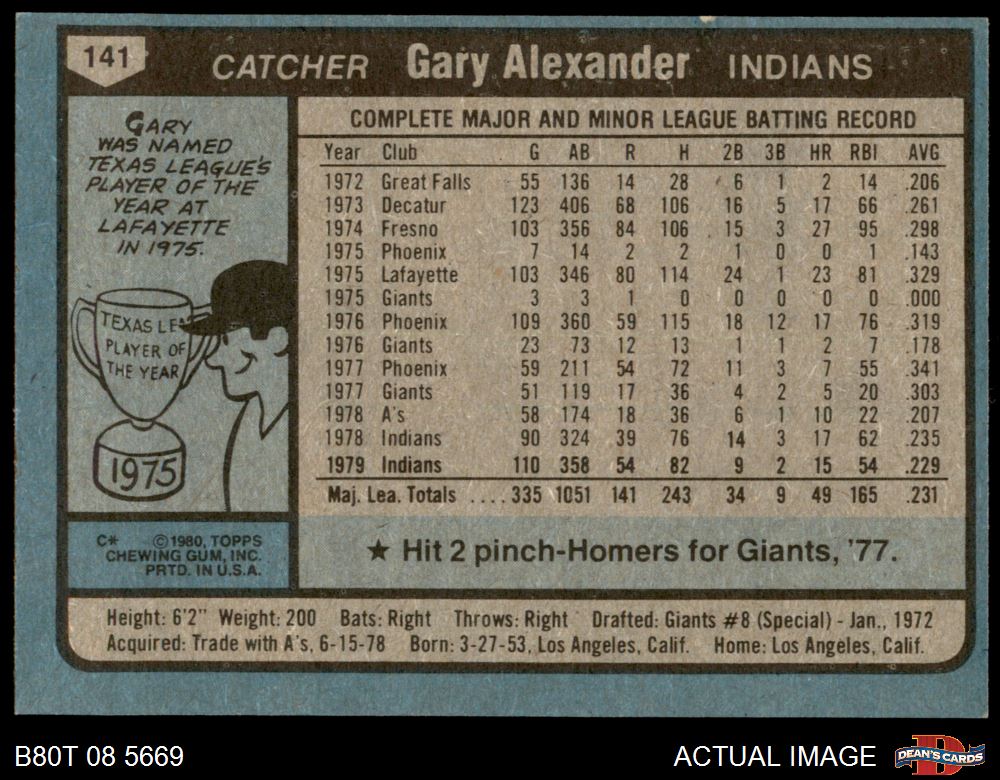 141 CATCHER Gary Alexander INDIANS
GARY
WAS NAMED
TEXAS LEAGUE'S
PLAYER OF THE
YEAR AT
LAFAYETTE
IN 1975.
TEXAS LEA
PLAYER OF
THE YEAR
1975
C* ©1980, TOPPS
CHEWING GUM, INC.
PRTD. IN U.S.A.
COMPLETE MAJOR AND MINOR LEAGUE BATTING RECORD
Year Club G AB R H 2B 3B HR RBI AVG
1972 Great Falls 55 136 14 28 6 1 2 14 .206
1973 Decatur 123 406 68 106 16 5 17 66 .261
1974 Fresno 103 356 84 106 15 3 27 95 .298
1975 Phoenix 7 14 2 2 1 0 0 1 .143
1975 Lafayette 103 346 80 114 24 1 23 81 .329
1975 Giants 3 3 1 0 0 0 0 0 .000
1976 Phoenix 109 360 59 115 18 12 17 76 .319
1976 Giants 23 73 12 13 1 1 2 7 .178
1977 Phoenix 59 211 54 72 11 3 7 55 .341
1977 Giants 51 119 17 36 4 2 5 20 .303
1978 A's 58 174 18 36 6 1 10 22 .207
1978 Indians 90 324 39 76 14 3 17 62 .235
1979 Indians 110 358 54 82 9 2 15 54 .229
Maj. Lea. Totals .... 335 1051 141 243 34 9 49 165 .231
★ Hit 2 pinch-Homers for Giants, '77.
Height: 6'2" Weight: 200 Bats: Right Throws: Right Drafted: Giants #8 (Special) - Jan., 1972
Acquired: Trade with A's, 6-15-78 Born: 3-27-53, Los Angeles, Calif. Home: Los Angeles, Calif.
B80T 08 5669 ACTUAL IMAGE
DEAN'S CARDS